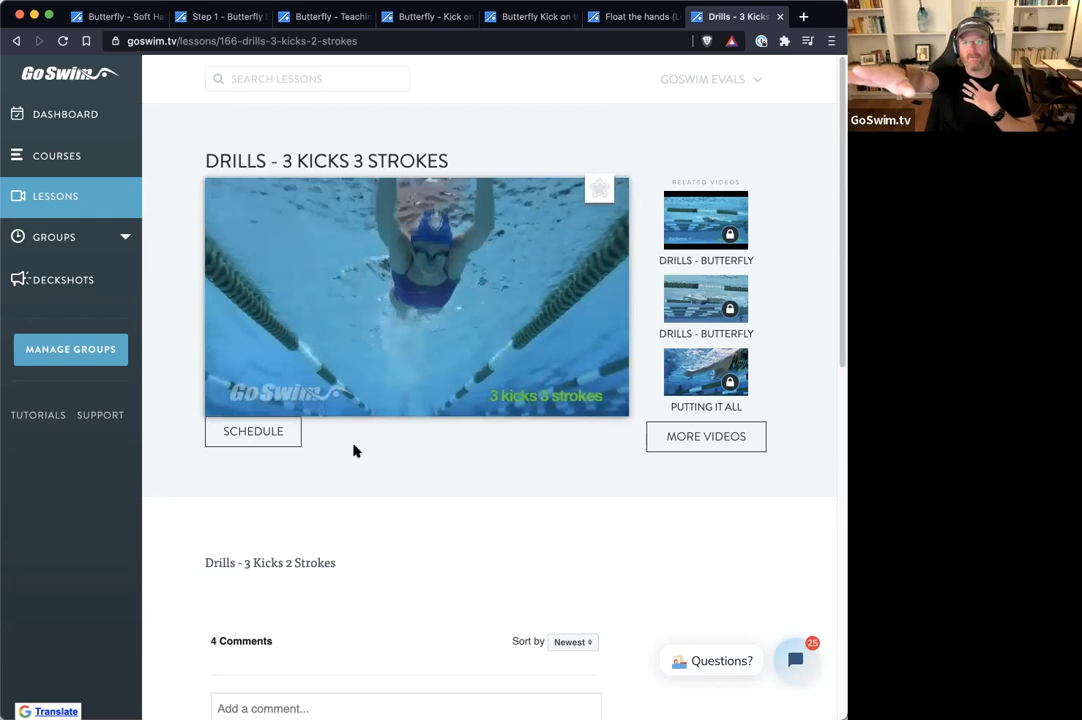 Butterfly - Soft Ha
Step 1 - Butterfly
Butterfly - Teachin
Butterfly - Kick on
Butterfly Kick on t
Float the hands (L
Drills - 3 Kicks
goswim.tv/lessons/166-drills-3-kicks-2-strokes
GoSwim
SEARCH LESSONS
GOSWIM EVALS
DASHBOARD
COURSES
LESSONS
GROUPS
DECKSHOTS
MANAGE GROUPS
TUTORIALS SUPPORT
DRILLS - 3 KICKS 3 STROKES
GoSwim
3 kicks 3 strokes
SCHEDULE
RELATED VIDEOS
DRILLS - BUTTERFLY
DRILLS - BUTTERFLY
PUTTING IT ALL
MORE VIDEOS
Drills - 3 Kicks 2 Strokes
4 Comments
Sort by Newest
Add a comment...
Questions?
25
Translate
GoSwim.tv